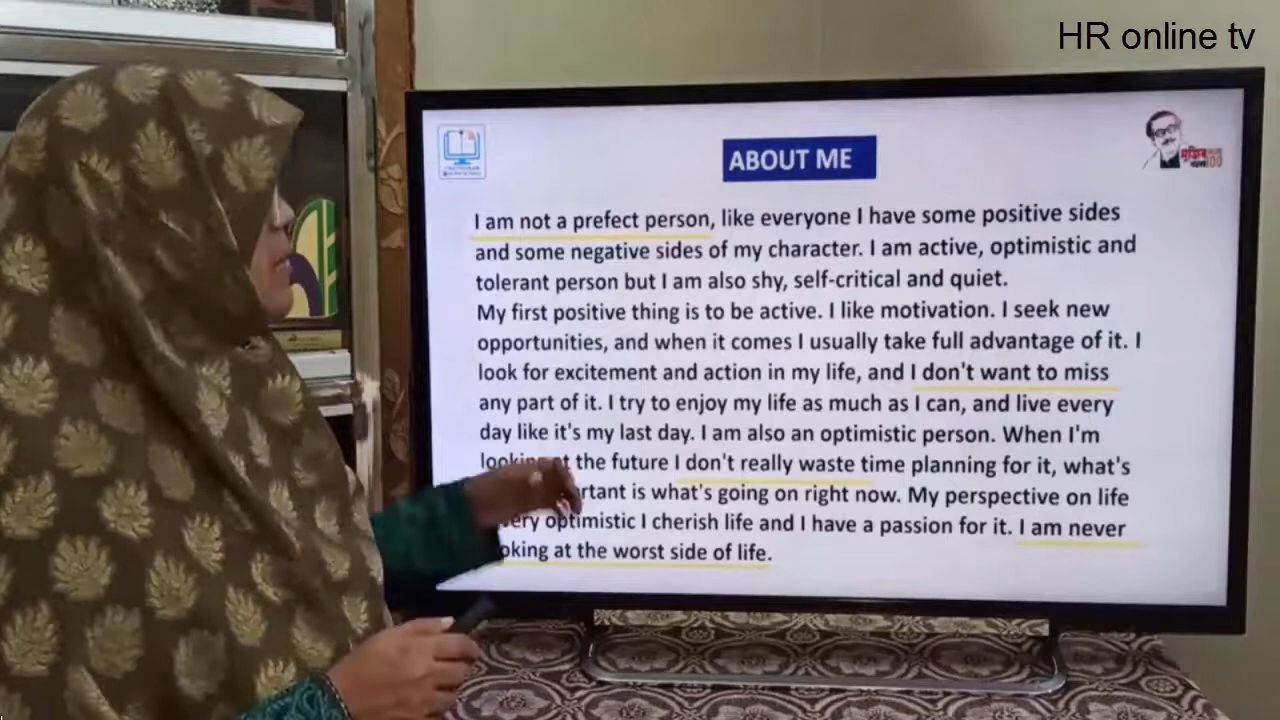 HR online tv
ABOUT ME
I am not a prefect person, like everyone I have some positive sides
and some negative sides of my character. I am active, optimistic and
tolerant person but I am also shy, self-critical and quiet.
My first positive thing is to be active. I like motivation. I seek new
opportunities, and when it comes I usually take full advantage of it. I
look for excitement and action in my life, and I don't want to miss
any part of it. I try to enjoy my life as much as I can, and live every
day like it's my last day. I am also an optimistic person. When I'm
the future I don't really waste time planning for it, what's
is what's going on right now. My perspective on life
optimistic I cherish life and I have a passion for it. I am never
at the worst side of life.